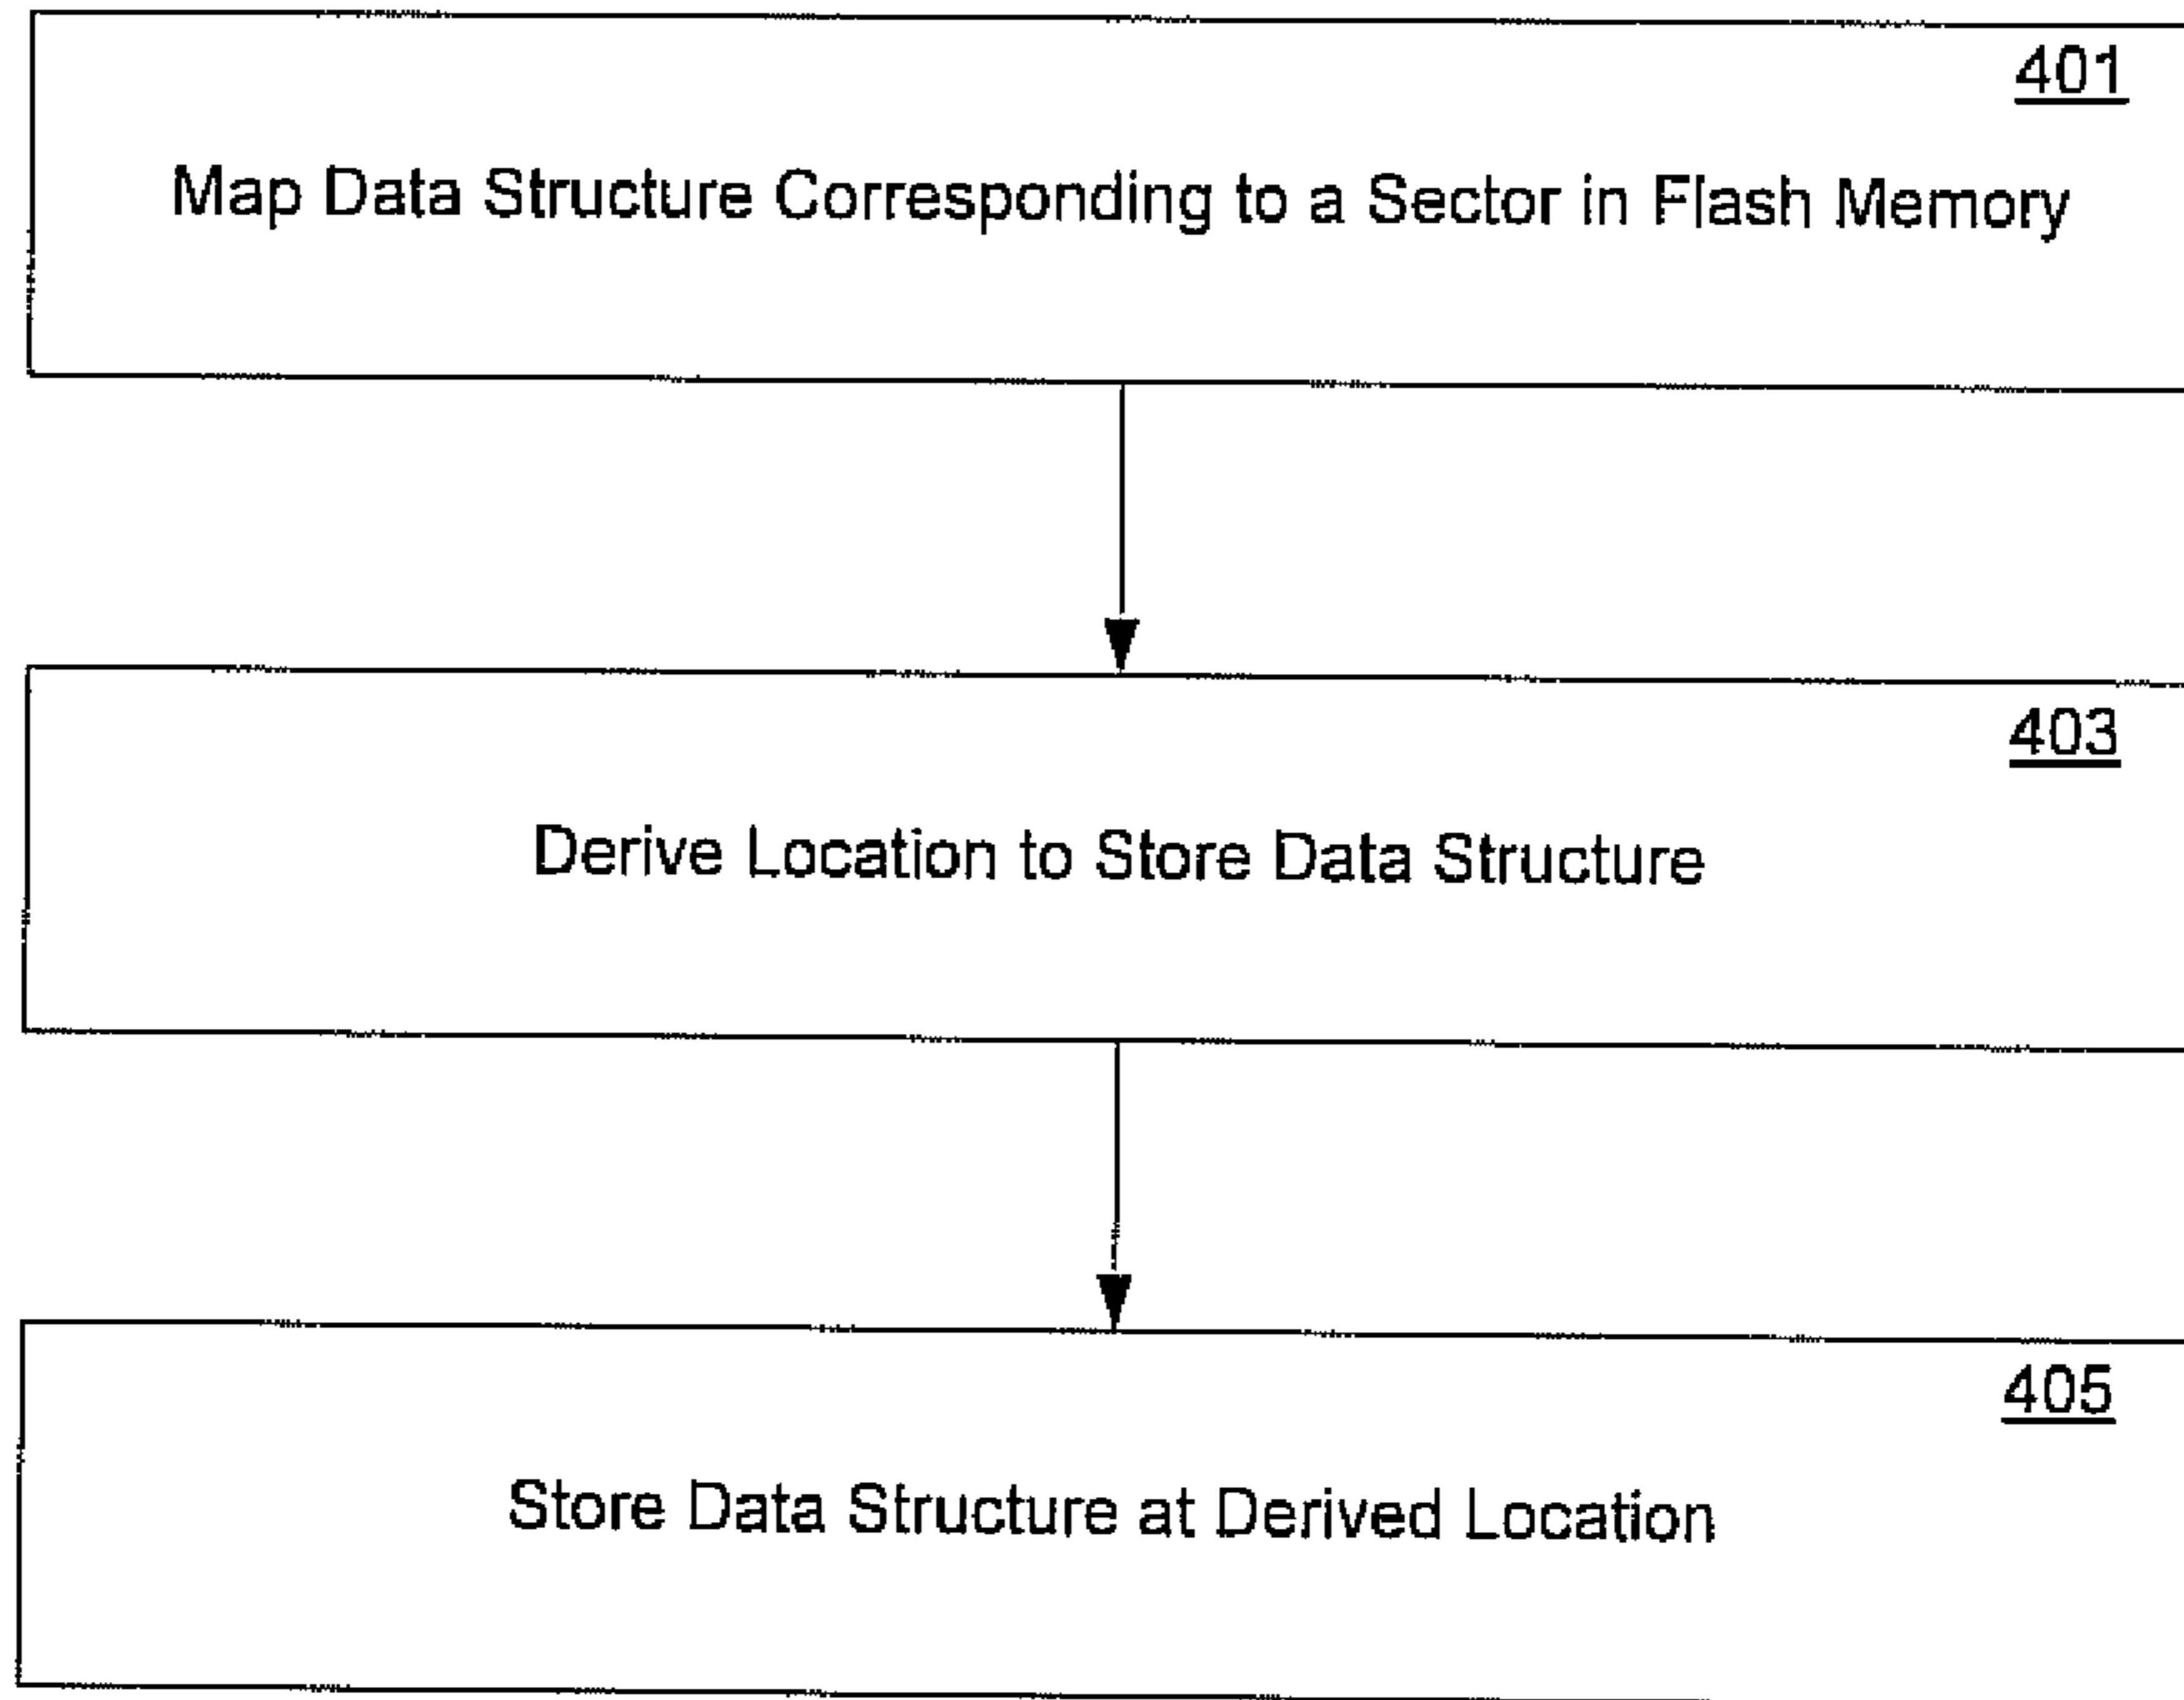 401
Map Data Structure Corresponding to a Sector in Flash Memory
403
Derive Location to Store Data Structure
405
Store Data Structure at Derived Location